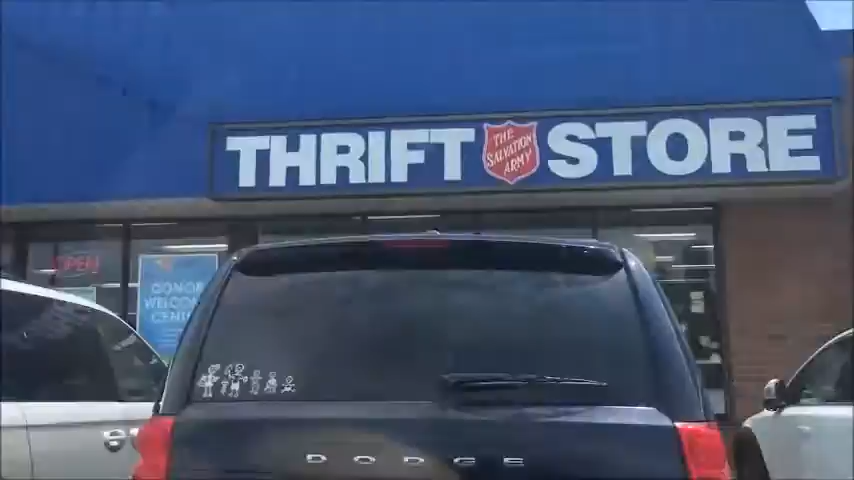 THRIFT STORE
THE
SALVATION
ARMY
OPEN
DONOR
WELCOME
CENTER
DODGE